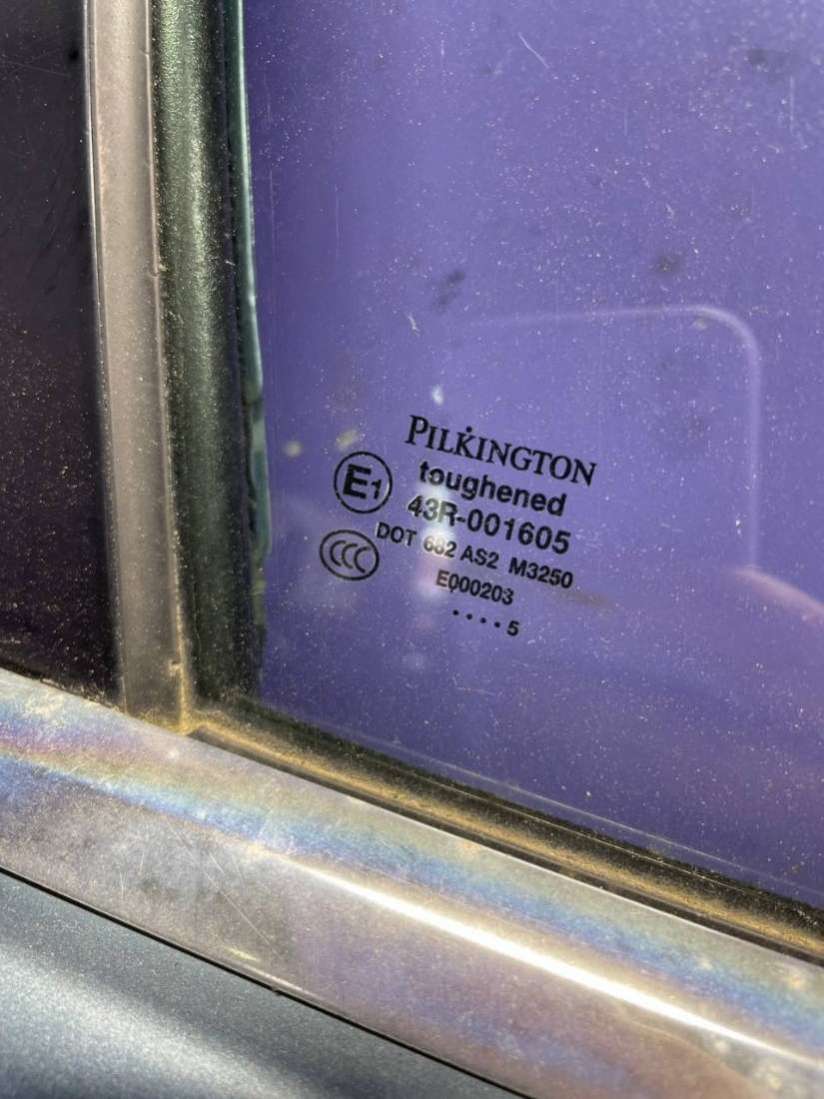 PILKINGTON
toughened
E1 43R-001605
CCC DOT 682 AS2 M3250
E000203
....5